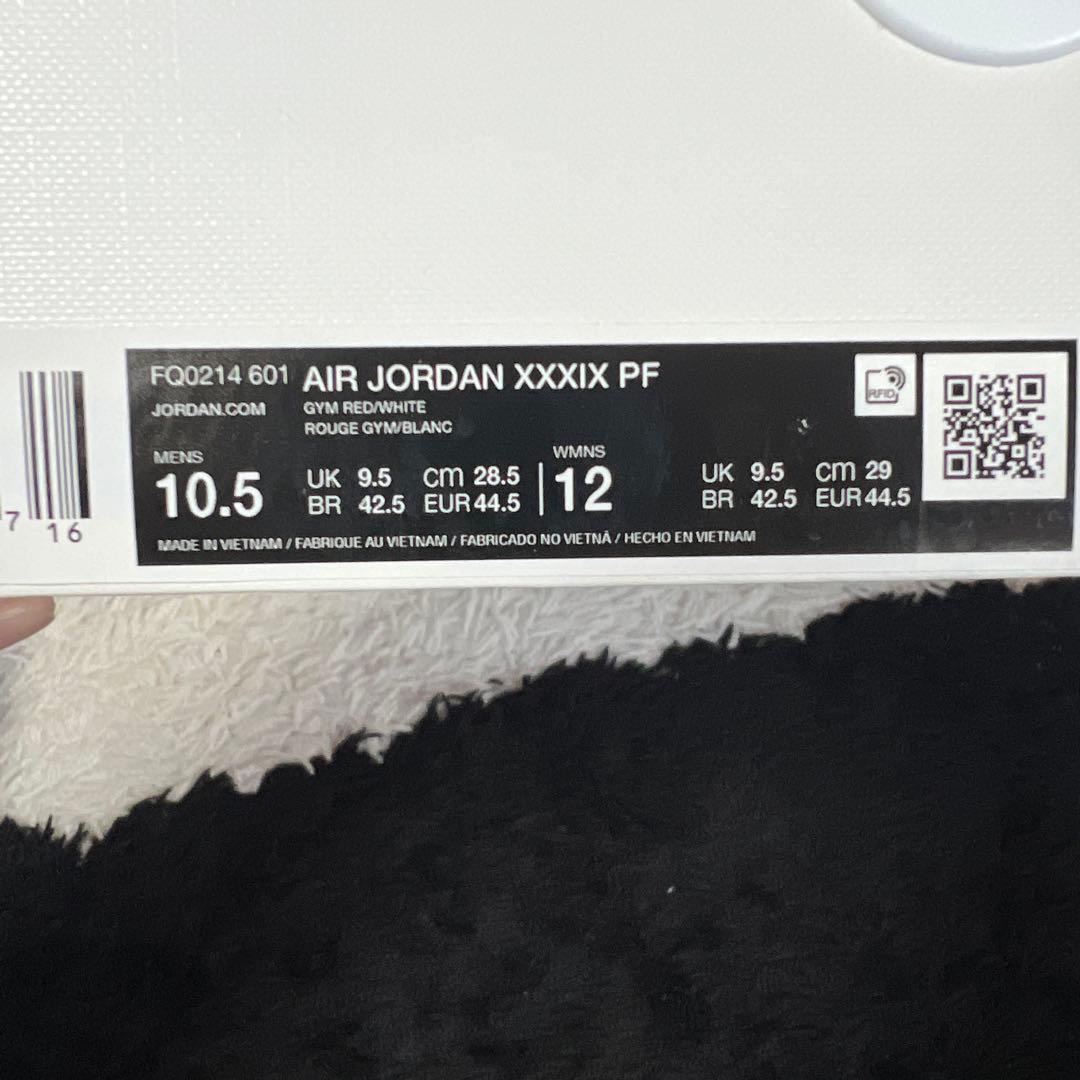 FQ0214 601 AIR JORDAN XXXIX PF
JORDAN.COM GYM RED/WHITE
ROUGE GYM/BLANC
RFID
MENS
10.5
UK 9.5 cm 28.5
BR 42.5 EUR 44.5
WMNS
12
UK 9.5 cm 29
BR 42.5 EUR 44.5
MADE IN VIETNAM / FABRIQUE AU VIETNAM / FABRICADO NO VIETNÃ / HECHO EN VIETNAM
7 16